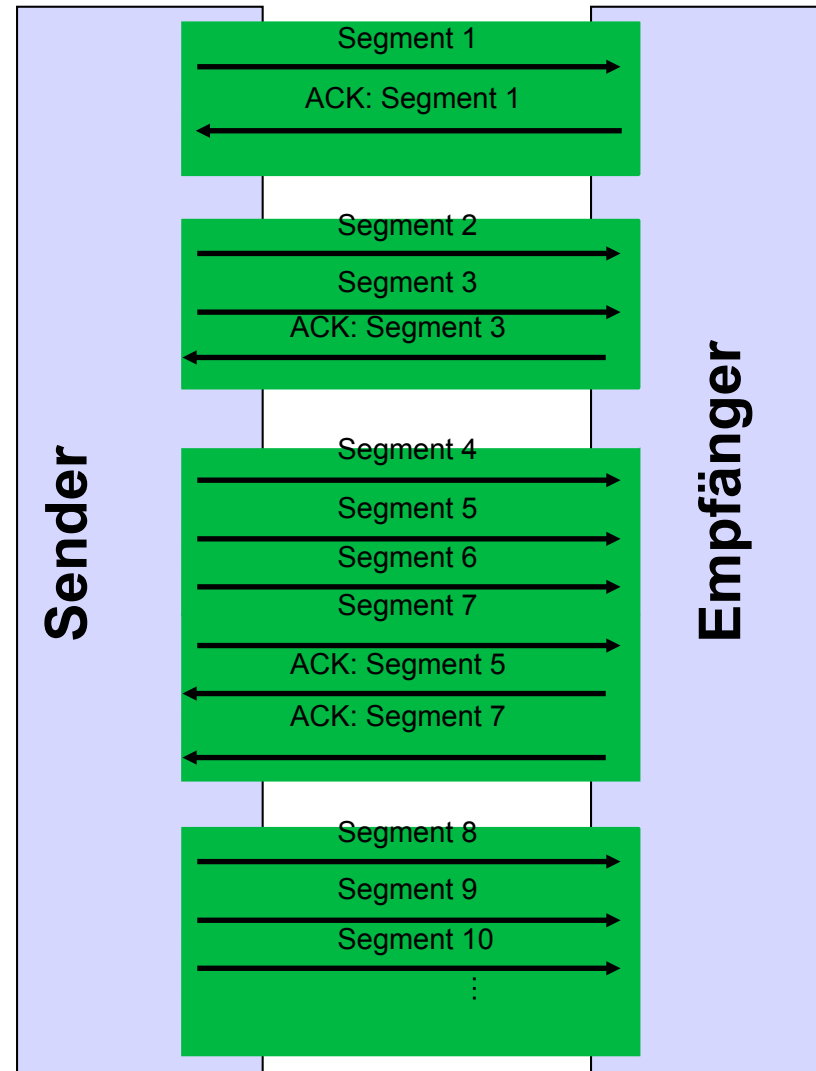 Sender
Empfänger
Segment 1
ACK: Segment 1
Segment 2
Segment 3
ACK: Segment 3
Segment 4
Segment 5
Segment 6
Segment 7
ACK: Segment 5
ACK: Segment 7
Segment 8
Segment 9
Segment 10
…